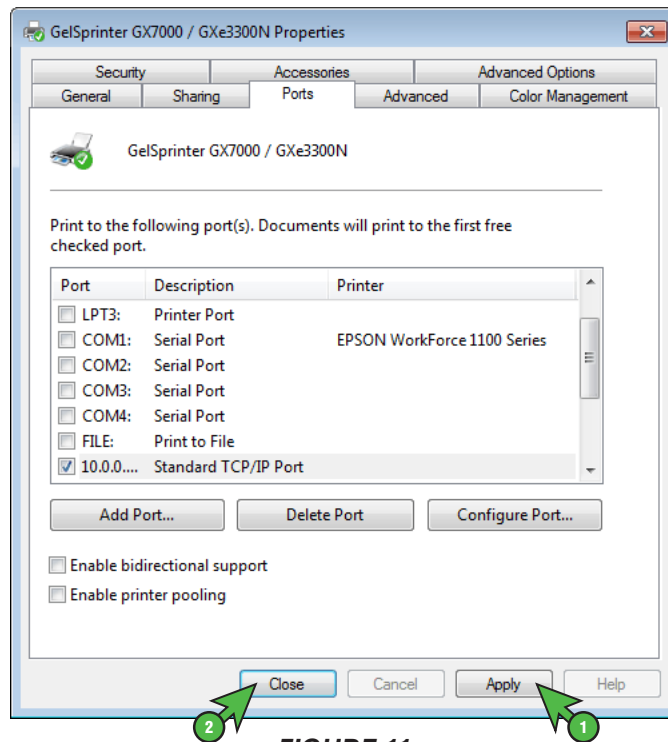 GelSprinter GX7000 / GXe3300N Properties
Security Accessories Advanced Options
General Sharing Ports Advanced Color Management
GelSprinter GX7000 / GXe3300N
Print to the following port(s). Documents will print to the first free
checked port.
Port Description Printer
LPT3: Printer Port
COM1: Serial Port EPSON WorkForce 1100 Series
COM2: Serial Port
COM3: Serial Port
COM4: Serial Port
FILE: Print to File
10.0.0.... Standard TCP/IP Port
Add Port... Delete Port Configure Port...
Enable bidirectional support
Enable printer pooling
Close Cancel Apply Help
2 1
FIGURE 11